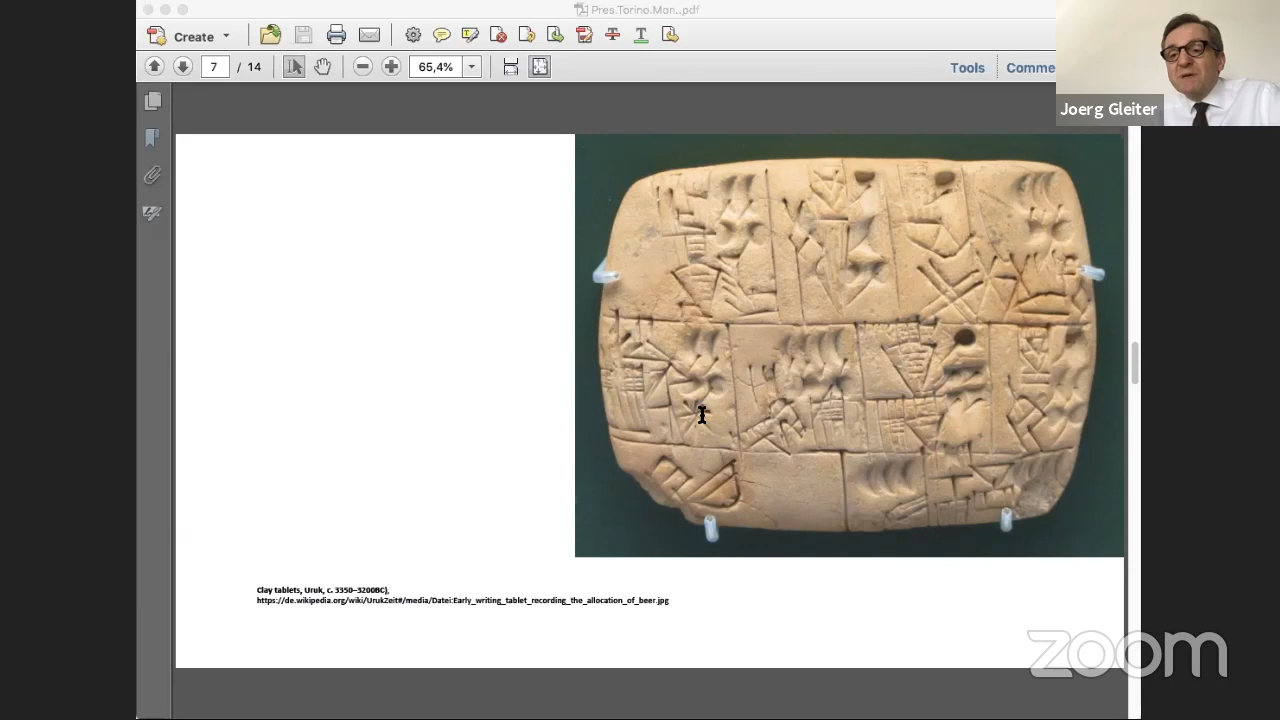 Pres.Torino.Mon..pdf
Create
7 / 14
65,4%
Tools
Comme
Joerg Gleiter
Clay tablets, Uruk, c. 3350–3200BC),
https://de.wikipedia.org/wiki/UrukZeit#/media/Datei:Early_writing_tablet_recording_the_allocation_of_beer.jpg
zoom